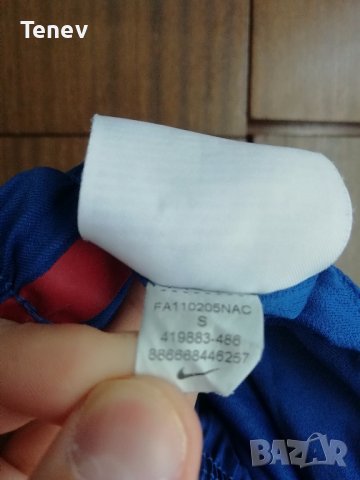 Tenev
FA110205NAC
S
419883-486
886668446257
BAZAR